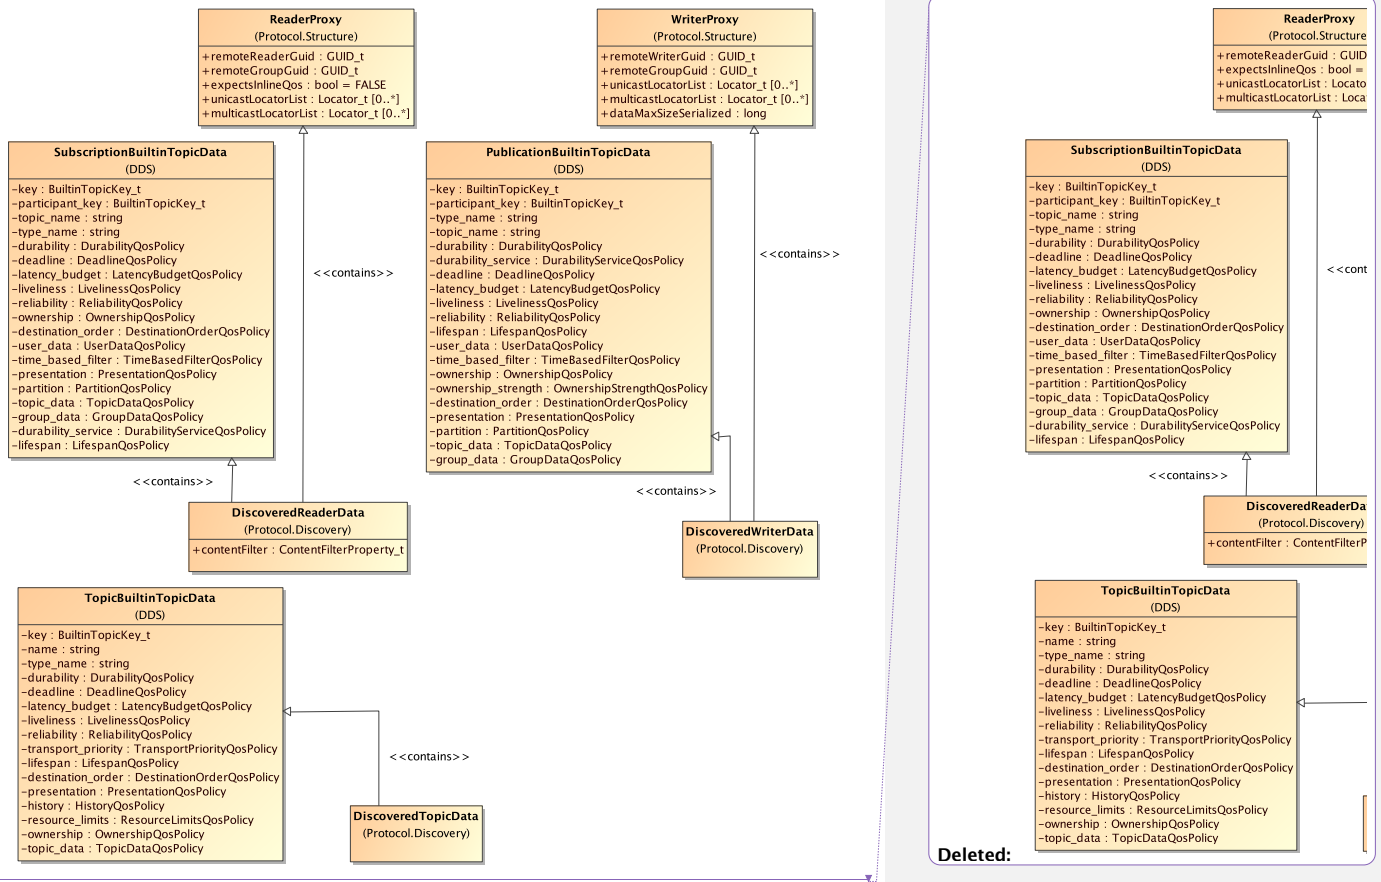 ReaderProxy
(Protocol.Structure)
+remoteReaderGuid : GUID_t
+remoteGroupGuid : GUID_t
+expectsInlineQos : bool = FALSE
+unicastLocatorList : Locator_t [0..*]
+multicastLocatorList : Locator_t [0..*]
WriterProxy
(Protocol.Structure)
+remoteWriterGuid : GUID_t
+remoteGroupGuid : GUID_t
+unicastLocatorList : Locator_t [0..*]
+multicastLocatorList : Locator_t [0..*]
+dataMaxSizeSerialized : long
SubscriptionBuiltinTopicData
(DDS)
-key : BuiltinTopicKey_t
-participant_key : BuiltinTopicKey_t
-topic_name : string
-type_name : string
-durability : DurabilityQosPolicy
-deadline : DeadlineQosPolicy
-latency_budget : LatencyBudgetQosPolicy
-liveliness : LivelinessQosPolicy
-reliability : ReliabilityQosPolicy
-ownership : OwnershipQosPolicy
-destination_order : DestinationOrderQosPolicy
-user_data : UserDataQosPolicy
-time_based_filter : TimeBasedFilterQosPolicy
-presentation : PresentationQosPolicy
-partition : PartitionQosPolicy
-topic_data : TopicDataQosPolicy
-group_data : GroupDataQosPolicy
-durability_service : DurabilityServiceQosPolicy
-lifespan : LifespanQosPolicy
<<contains>>
<<contains>>
PublicationBuiltinTopicData
(DDS)
-key : BuiltinTopicKey_t
-participant_key : BuiltinTopicKey_t
-type_name : string
-topic_name : string
-durability : DurabilityQosPolicy
-durability_service : DurabilityServiceQosPolicy
-deadline : DeadlineQosPolicy
-latency_budget : LatencyBudgetQosPolicy
-liveliness : LivelinessQosPolicy
-reliability : ReliabilityQosPolicy
-lifespan : LifespanQosPolicy
-user_data : UserDataQosPolicy
-time_based_filter : TimeBasedFilterQosPolicy
-ownership : OwnershipQosPolicy
-ownership_strength : OwnershipStrengthQosPolicy
-destination_order : DestinationOrderQosPolicy
-presentation : PresentationQosPolicy
-partition : PartitionQosPolicy
-topic_data : TopicDataQosPolicy
-group_data : GroupDataQosPolicy
<<contains>>
<<contains>>
DiscoveredReaderData
(Protocol.Discovery)
+contentFilter : ContentFilterProperty_t
DiscoveredWriterData
(Protocol.Discovery)
TopicBuiltinTopicData
(DDS)
-key : BuiltinTopicKey_t
-name : string
-type_name : string
-durability : DurabilityQosPolicy
-deadline : DeadlineQosPolicy
-latency_budget : LatencyBudgetQosPolicy
-liveliness : LivelinessQosPolicy
-reliability : ReliabilityQosPolicy
-transport_priority : TransportPriorityQosPolicy
-lifespan : LifespanQosPolicy
-destination_order : DestinationOrderQosPolicy
-presentation : PresentationQosPolicy
-history : HistoryQosPolicy
-resource_limits : ResourceLimitsQosPolicy
-ownership : OwnershipQosPolicy
-topic_data : TopicDataQosPolicy
<<contains>>
DiscoveredTopicData
(Protocol.Discovery)
ReaderProxy
(Protocol.Structure
+remoteReaderGuid : GUID
+expectsInlineQos : bool =
+unicastLocatorList : Locato
+multicastLocatorList : Loca
SubscriptionBuiltinTopicData
(DDS)
-key : BuiltinTopicKey_t
-participant_key : BuiltinTopicKey_t
-topic_name : string
-type_name : string
-durability : DurabilityQosPolicy
-deadline : DeadlineQosPolicy
-latency_budget : LatencyBudgetQosPolicy
-liveliness : LivelinessQosPolicy
-reliability : ReliabilityQosPolicy
-ownership : OwnershipQosPolicy
-destination_order : DestinationOrderQosPolicy
-user_data : UserDataQosPolicy
-time_based_filter : TimeBasedFilterQosPolicy
-presentation : PresentationQosPolicy
-partition : PartitionQosPolicy
-topic_data : TopicDataQosPolicy
-group_data : GroupDataQosPolicy
-durability_service : DurabilityServiceQosPolicy
-lifespan : LifespanQosPolicy
<<cont
<<contains>>
DiscoveredReaderDa
(Protocol.Discovery)
+contentFilter : ContentFilterP
TopicBuiltinTopicData
(DDS)
-key : BuiltinTopicKey_t
-name : string
-type_name : string
-durability : DurabilityQosPolicy
-deadline : DeadlineQosPolicy
-latency_budget : LatencyBudgetQosPolicy
-liveliness : LivelinessQosPolicy
-reliability : ReliabilityQosPolicy
-transport_priority : TransportPriorityQosPolicy
-lifespan : LifespanQosPolicy
-destination_order : DestinationOrderQosPolicy
-presentation : PresentationQosPolicy
-history : HistoryQosPolicy
-resource_limits : ResourceLimitsQosPolicy
-ownership : OwnershipQosPolicy
-topic_data : TopicDataQosPolicy
Deleted: